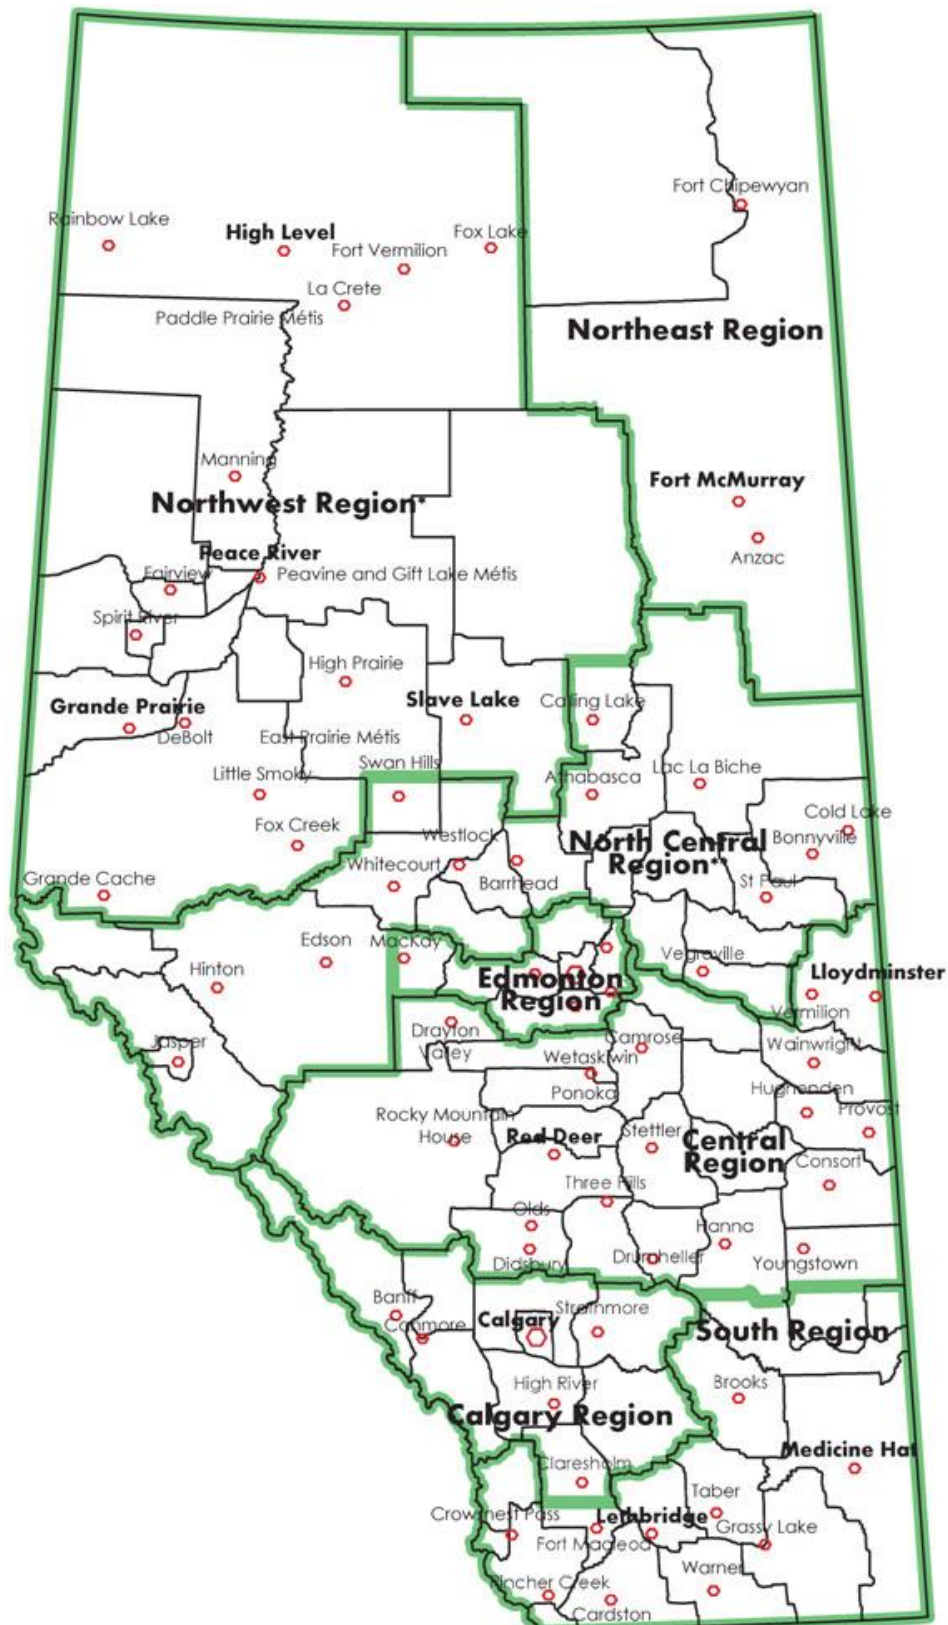 Fort Chipewyan
Rainbow Lake
High Level
Fox Lake
Fort Vermilion
La Crete
Paddle Prairie Métis
Northeast Region
Manning
Fort McMurray
Northwest Region*
Peace River
Anzac
Fairview
Peavine and Gift Lake Métis
Spirit River
High Prairie
Slave Lake
Calling Lake
Grande Prairie
DeBolt
East Prairie Métis
Swan Hills
Little Smoky
Athabasca
Lac La Biche
Cold Lake
Fox Creek
Westlock
North Central
Region**
Bonnyville
Whitecourt
Barrhead
St Paul
Grande Cache
Edson
MacKay
Vegreville
Hinton
Edmonton
Region
Lloydminster
Vermilion
Jasper
Drayton
Valley
Camrose
Wainwright
Wetaskiwin
Ponoka
Hughenden
Provost
Rocky Mountain
House
Red Deer
Stettler
Central
Region
Consort
Three Hills
Olds
Hanna
Didsbury
Drumheller
Youngstown
Banff
Canmore
Calgary
Strathmore
South Region
High River
Brooks
Calgary Region
Medicine Hat
Claresholm
Taber
Crowsnest Pass
Lethbridge
Grassy Lake
Fort Macleod
Warner
Pincher Creek
Cardston